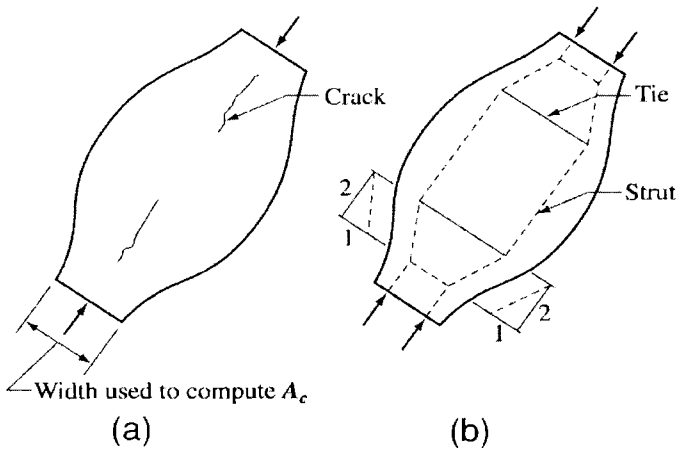 Crack
Tie
2
1
Strut
1
2
Width used to compute A_c
(a)
(b)